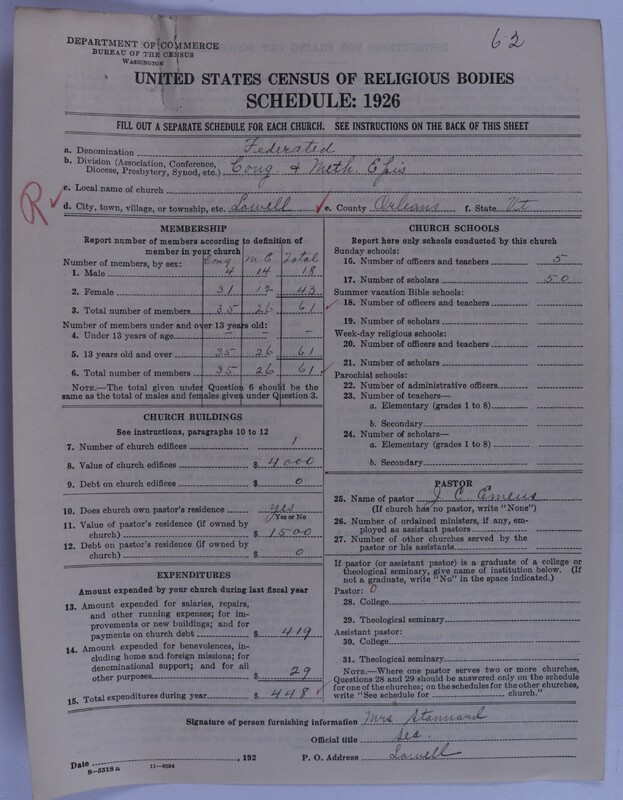 62
DEPARTMENT OF COMMERCE
BUREAU OF THE CENSUS
WASHINGTON
UNITED STATES CENSUS OF RELIGIOUS BODIES
SCHEDULE: 1926
FILL OUT A SEPARATE SCHEDULE FOR EACH CHURCH. SEE INSTRUCTIONS ON THE BACK OF THIS SHEET
a. Denomination Federated
b. Division (Association, Conference, Diocese, Presbytery, Synod, etc.) Cong. & Meth. Epis
c. Local name of church
R
d. City, town, village, or township, etc. Lowell e. County Orleans f. State Vt
MEMBERSHIP
Report number of members according to definition of
member in your church
Number of members, by sex: Cong M E Total
1. Male 4 14 18
2. Female 31 12 43
3. Total number of members 35 26 61
Number of members under and over 13 years old:
4. Under 13 years of age – – –
5. 13 years old and over 35 26 61
6. Total number of members 35 26 61
NOTE.—The total given under Question 6 should be the
same as the total of males and females given under Question 3.
CHURCH BUILDINGS
See instructions, paragraphs 10 to 12
7. Number of church edifices 1
8. Value of church edifices $ 4000
9. Debt on church edifices $ 0
10. Does church own pastor's residence yes
Yes or No
11. Value of pastor's residence (if owned by
church) $ 1500
12. Debt on pastor's residence (if owned by
church) $ 0
EXPENDITURES
Amount expended by your church during last fiscal year
13. Amount expended for salaries, repairs,
and other running expenses; for im-
provements or new buildings; and for
payments on church debt $ 419
14. Amount expended for benevolences, in-
cluding home and foreign missions; for
denominational support; and for all
other purposes $ 29
15. Total expenditures during year $ 448
CHURCH SCHOOLS
Report here only schools conducted by this church
Sunday schools:
16. Number of officers and teachers 5
17. Number of scholars 50
Summer vacation Bible schools:
18. Number of officers and teachers
19. Number of scholars
Week-day religious schools:
20. Number of officers and teachers
21. Number of scholars
Parochial schools:
22. Number of administrative officers
23. Number of teachers—
a. Elementary (grades 1 to 8)
b. Secondary
24. Number of scholars—
a. Elementary (grades 1 to 8)
b. Secondary
PASTOR
25. Name of pastor J. C. Emens
(If church has no pastor, write "None")
26. Number of ordained ministers, if any, em-
ployed as assistant pastors
27. Number of other churches served by the
pastor or his assistants
If pastor (or assistant pastor) is a graduate of a college or
theological seminary, give name of institution below. (If
not a graduate, write "No" in the space indicated.)
Pastor: 0
28. College
29. Theological seminary
Assistant pastor:
30. College
31. Theological seminary
NOTE.—Where one pastor serves two or more churches,
Questions 28 and 29 should be answered only on the schedule
for one of the churches; on the schedules for the other churches,
write "See schedule for church."
Signature of person furnishing information Mrs. Stannard
Official title Sec.
Date , 192 P. O. Address Lowell
8-5518a 11-9284